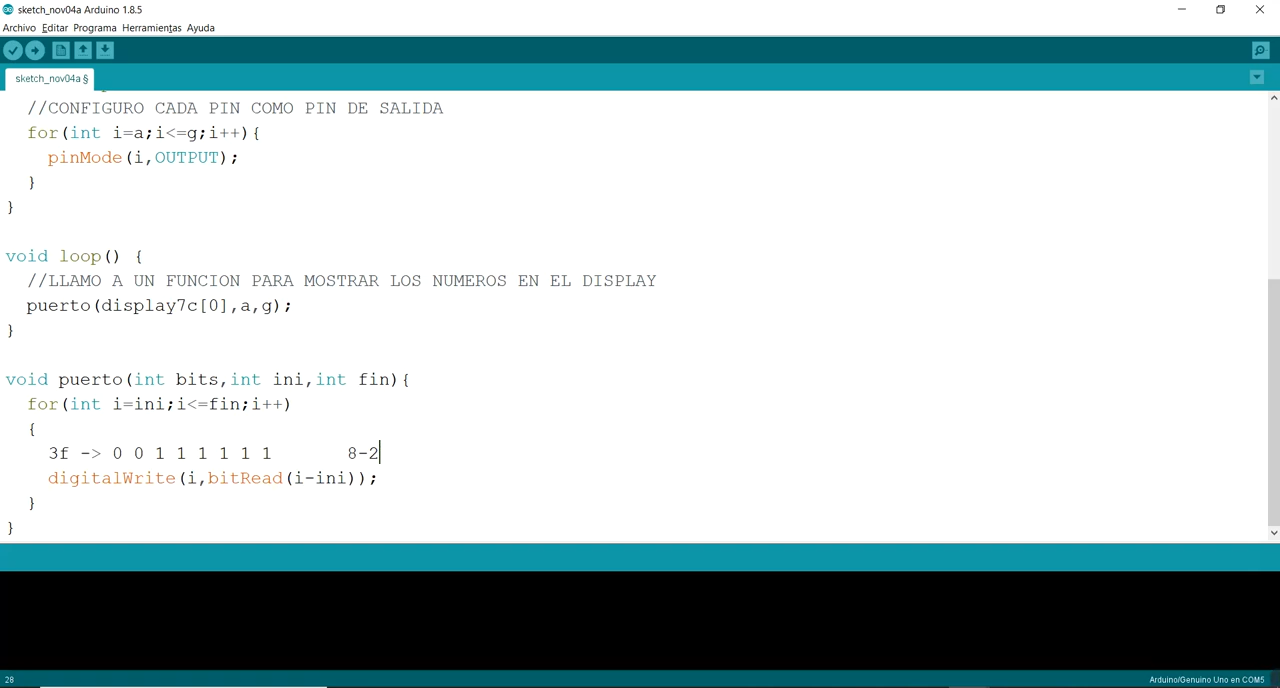 sketch_nov04a Arduino 1.8.5
Archivo Editar Programa Herramientas Ayuda
sketch_nov04a §
//CONFIGURO CADA PIN COMO PIN DE SALIDA
for(int i=a;i<=g;i++){
pinMode(i,OUTPUT);
}
}
void loop() {
//LLAMO A UN FUNCION PARA MOSTRAR LOS NUMEROS EN EL DISPLAY
puerto(display7c[0],a,g);
}
void puerto(int bits,int ini,int fin){
for(int i=ini;i<=fin;i++)
{
3f -> 0 0 1 1 1 1 1 1 8-2
digitalWrite(i,bitRead(i-ini));
}
}
28
Arduino/Genuino Uno en COM5